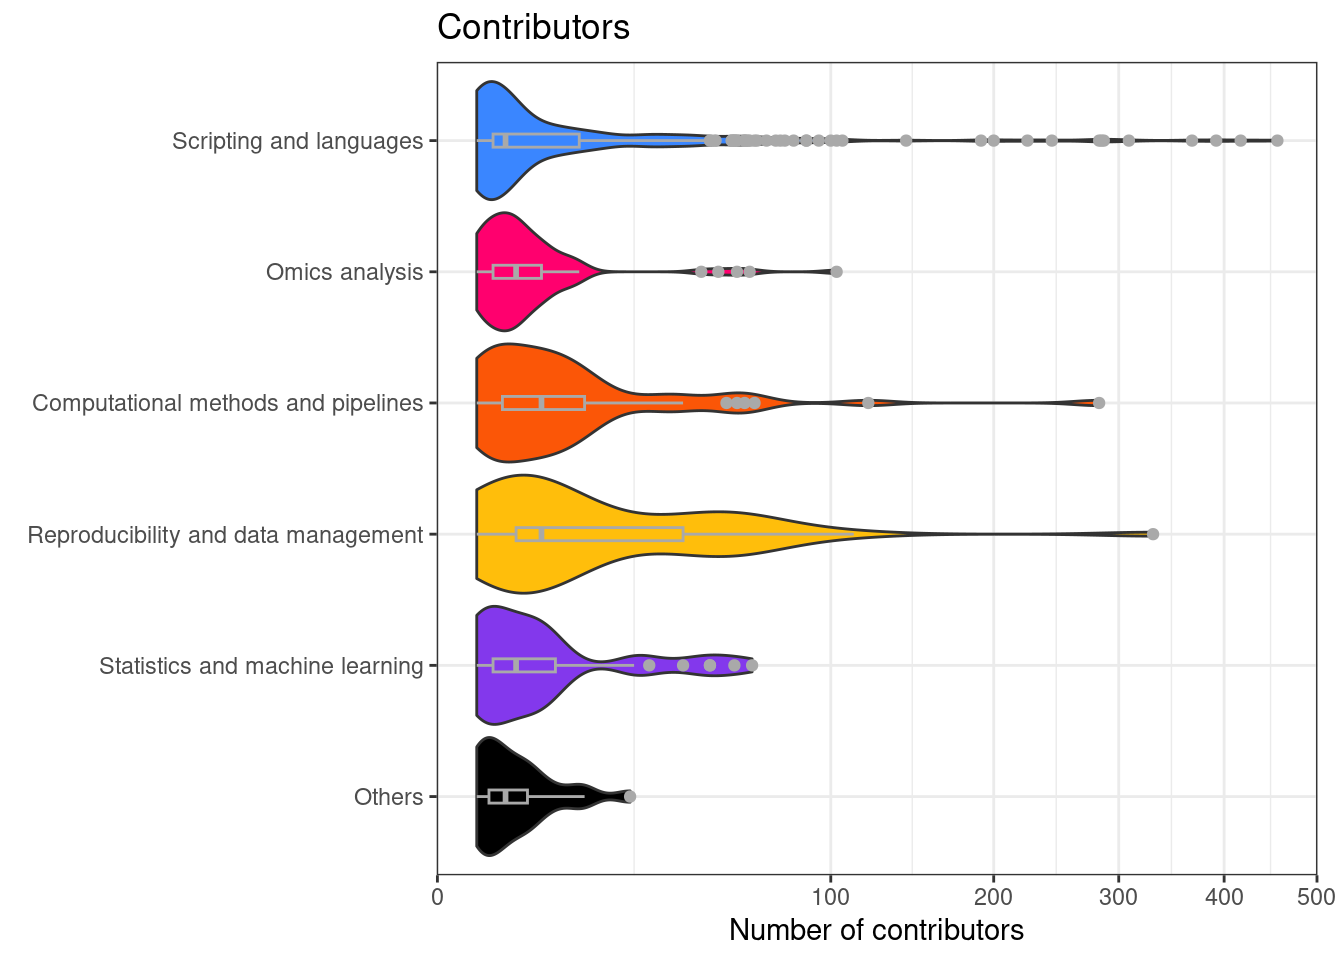 Contributors
Scripting and languages
Omics analysis
Computational methods and pipelines
Reproducibility and data management
Statistics and machine learning
Others
0 100 200 300 400 500
Number of contributors